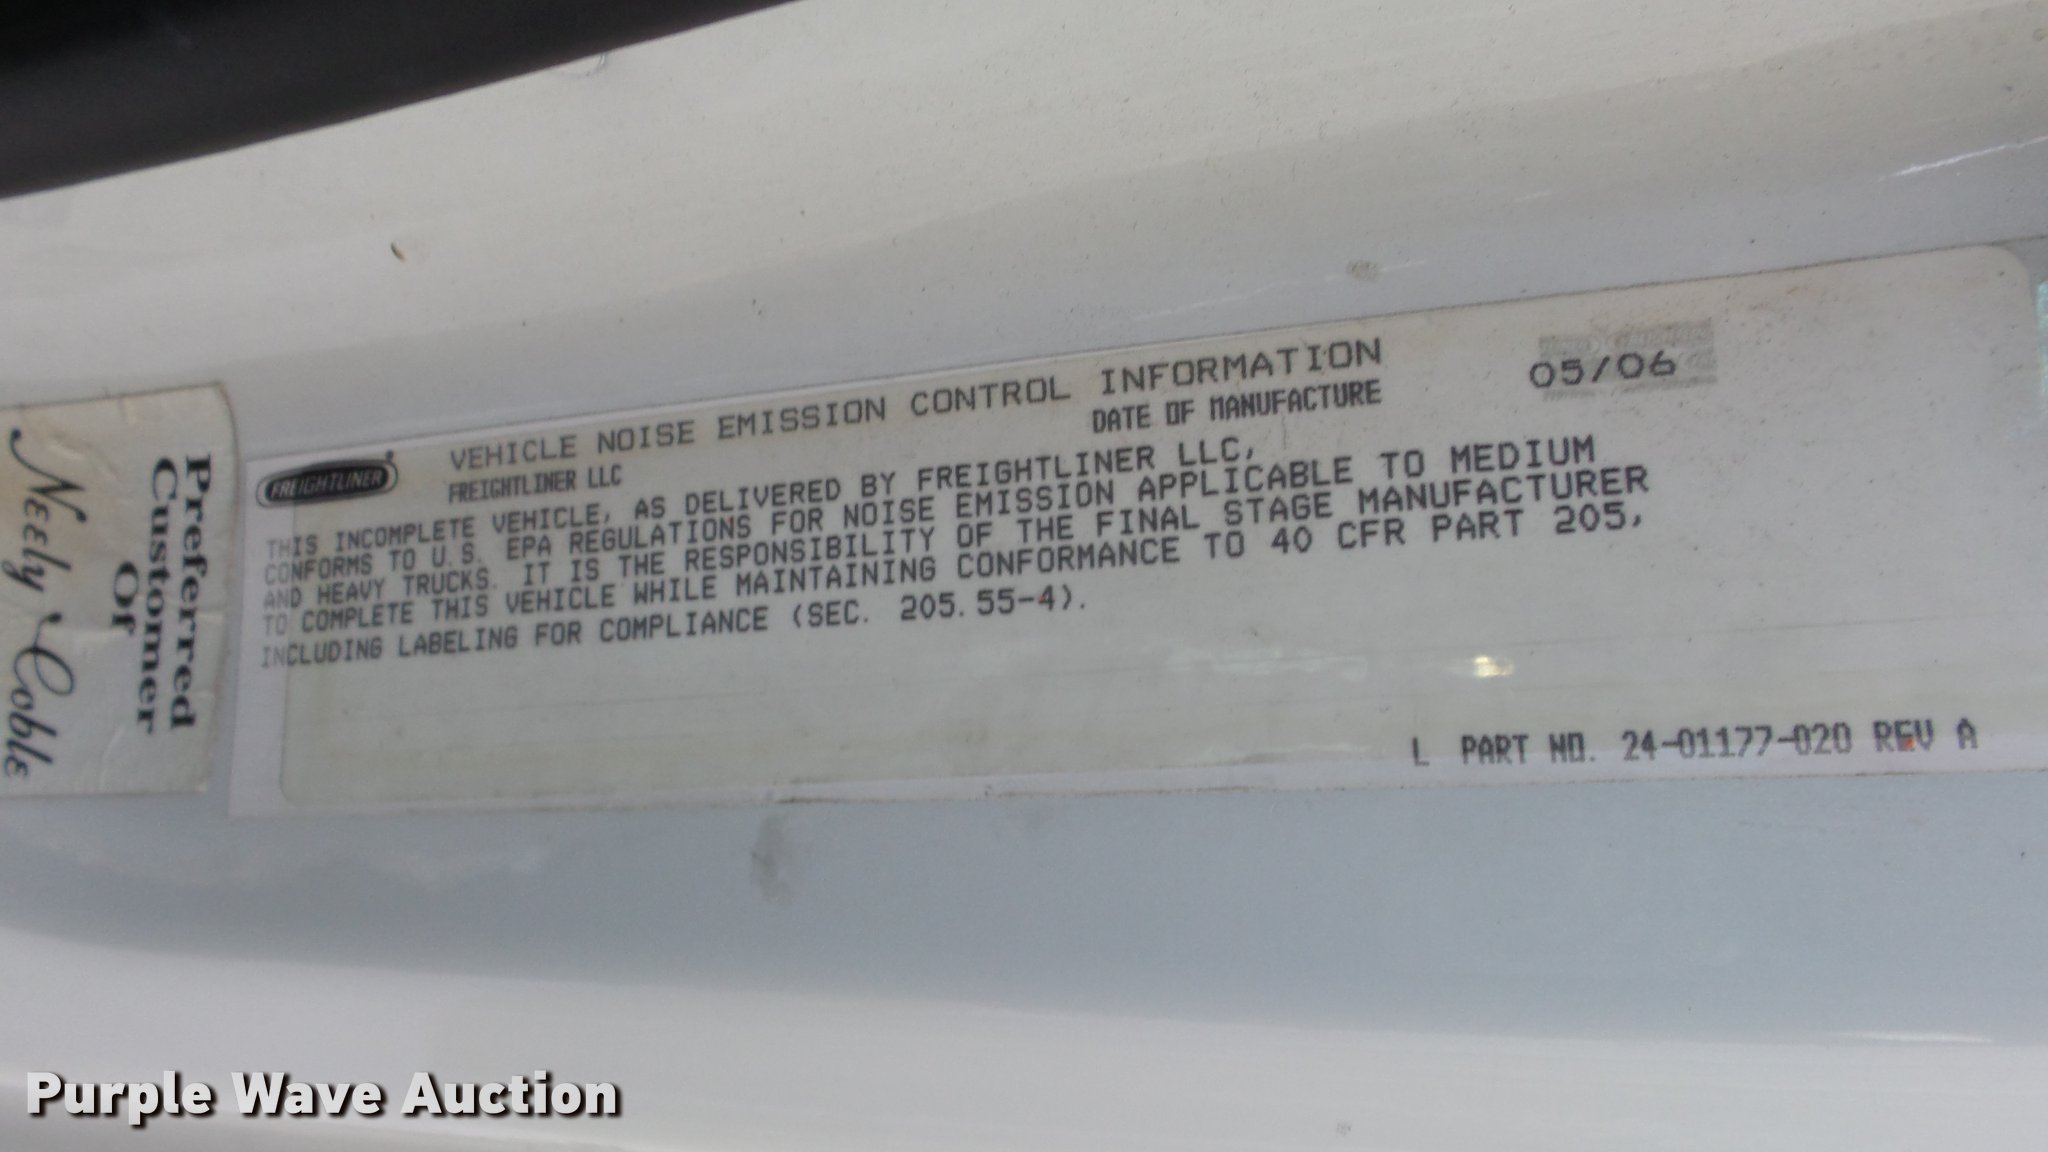 Preferred
Customer
Of
Neely Coble
FREIGHTLINER
VEHICLE NOISE EMISSION CONTROL INFORMATION
FREIGHTLINER LLC
DATE OF MANUFACTURE 05/06
THIS INCOMPLETE VEHICLE, AS DELIVERED BY FREIGHTLINER LLC,
CONFORMS TO U.S. EPA REGULATIONS FOR NOISE EMISSION APPLICABLE TO MEDIUM
AND HEAVY TRUCKS. IT IS THE RESPONSIBILITY OF THE FINAL STAGE MANUFACTURER
TO COMPLETE THIS VEHICLE WHILE MAINTAINING CONFORMANCE TO 40 CFR PART 205,
INCLUDING LABELING FOR COMPLIANCE (SEC. 205.55-4).
L PART NO. 24-01177-020 REV A
Purple Wave Auction